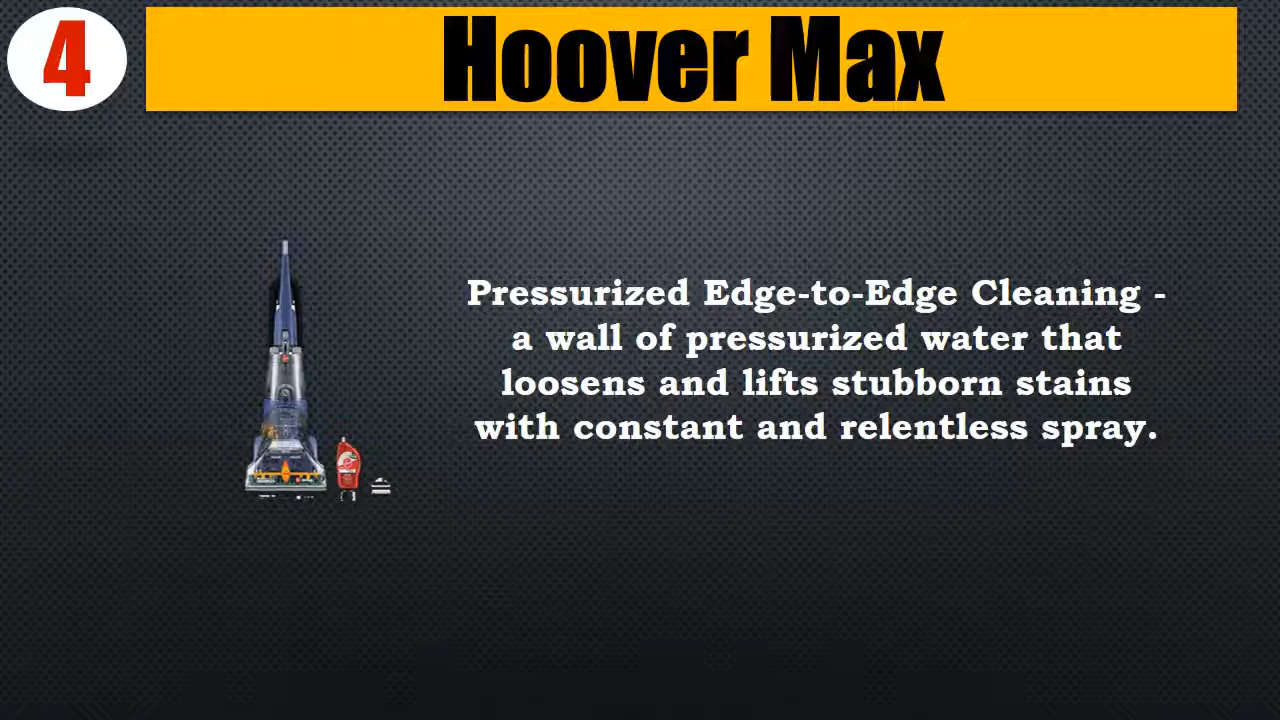 4
Hoover Max
Pressurized Edge-to-Edge Cleaning -
a wall of pressurized water that
loosens and lifts stubborn stains
with constant and relentless spray.